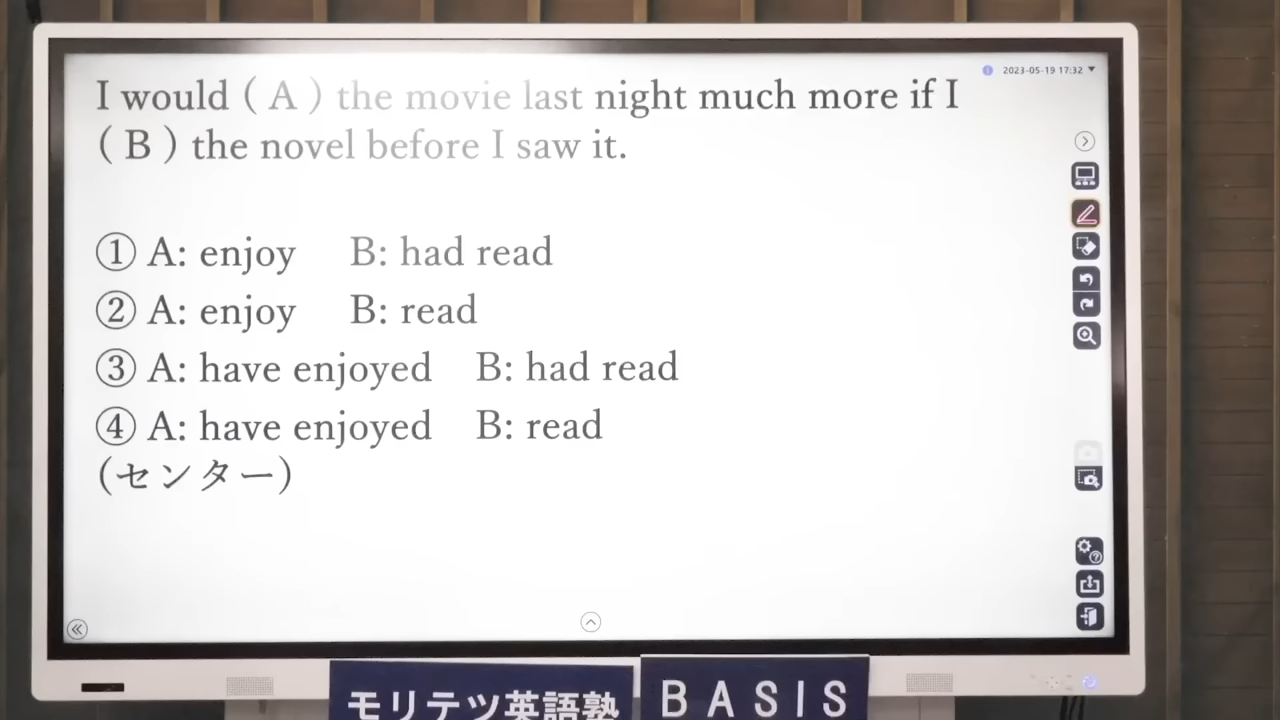 2023-05-19 17:32
I would ( A ) the movie last night much more if I
( B ) the novel before I saw it.
① A: enjoy B: had read
② A: enjoy B: read
③ A: have enjoyed B: had read
④ A: have enjoyed B: read
(センター)
モリテツ英語塾
BASIS